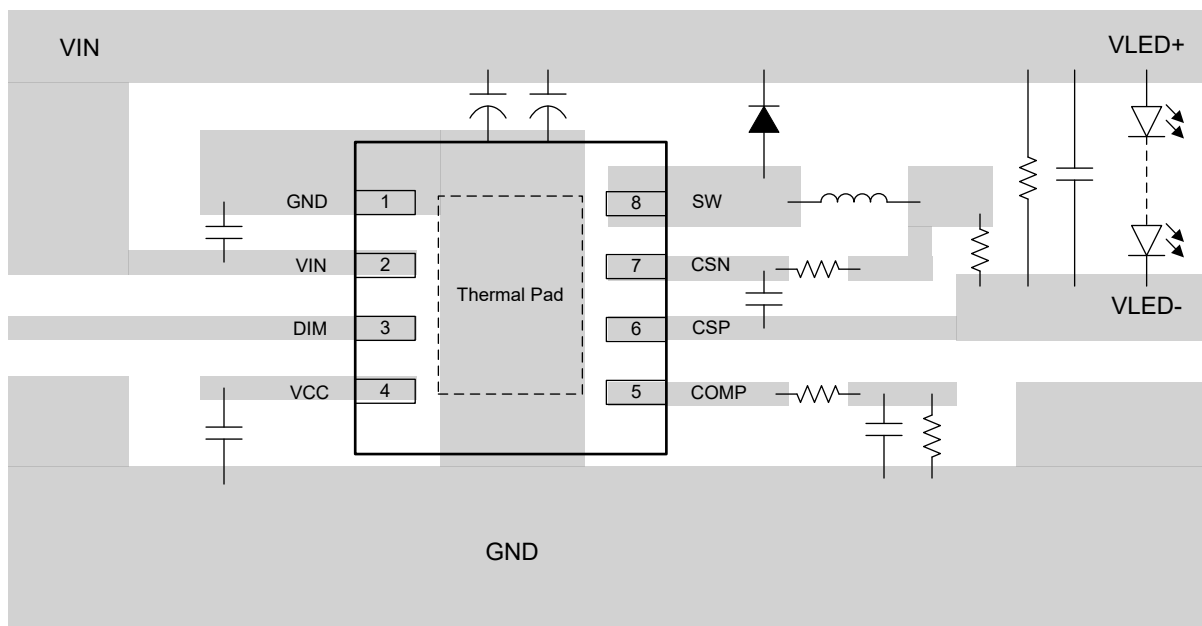 VIN
VLED+
GND
1
8
SW
VIN
2
7
CSN
Thermal Pad
VLED-
DIM
3
6
CSP
VCC
4
5
COMP
GND